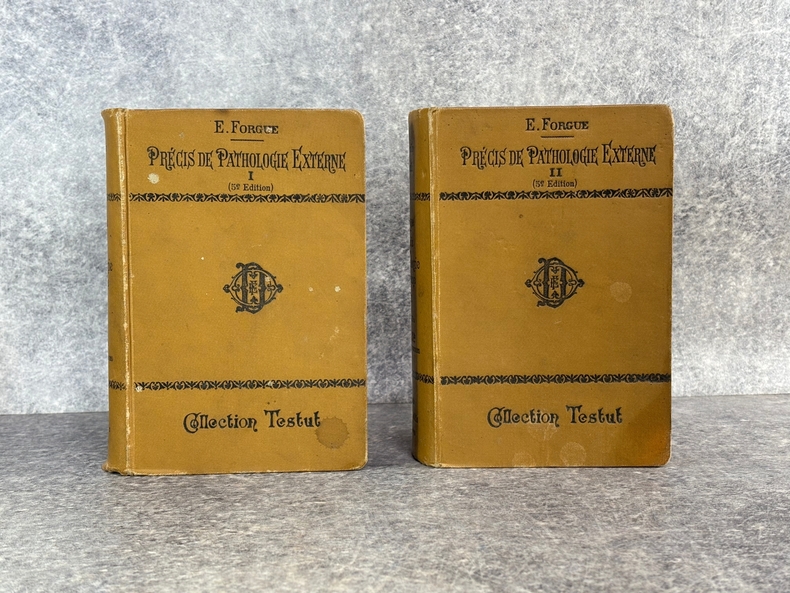 E. FORGUE
PRÉCIS DE PATHOLOGIE EXTERNE
I
(5e Edition)
Collection Testut
E. FORGUE
PRÉCIS DE PATHOLOGIE EXTERNE
II
(5e Edition)
Collection Testut